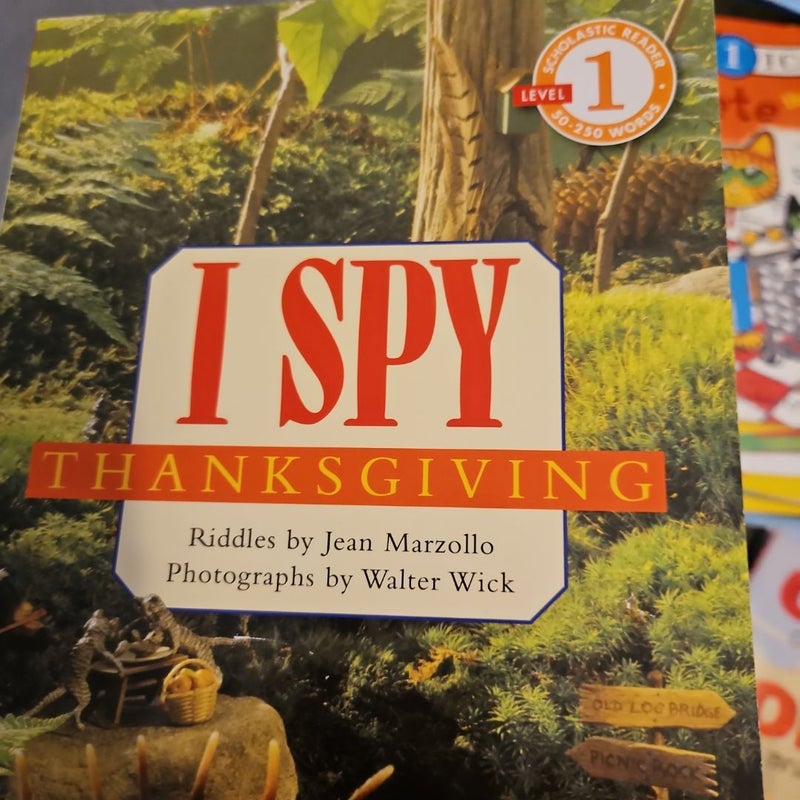 SCHOLASTIC READER
LEVEL 1
50-250 WORDS
I SPY
THANKSGIVING
Riddles by Jean Marzollo
Photographs by Walter Wick
OLD LOG BRIDGE
PICNIC ROCK
1